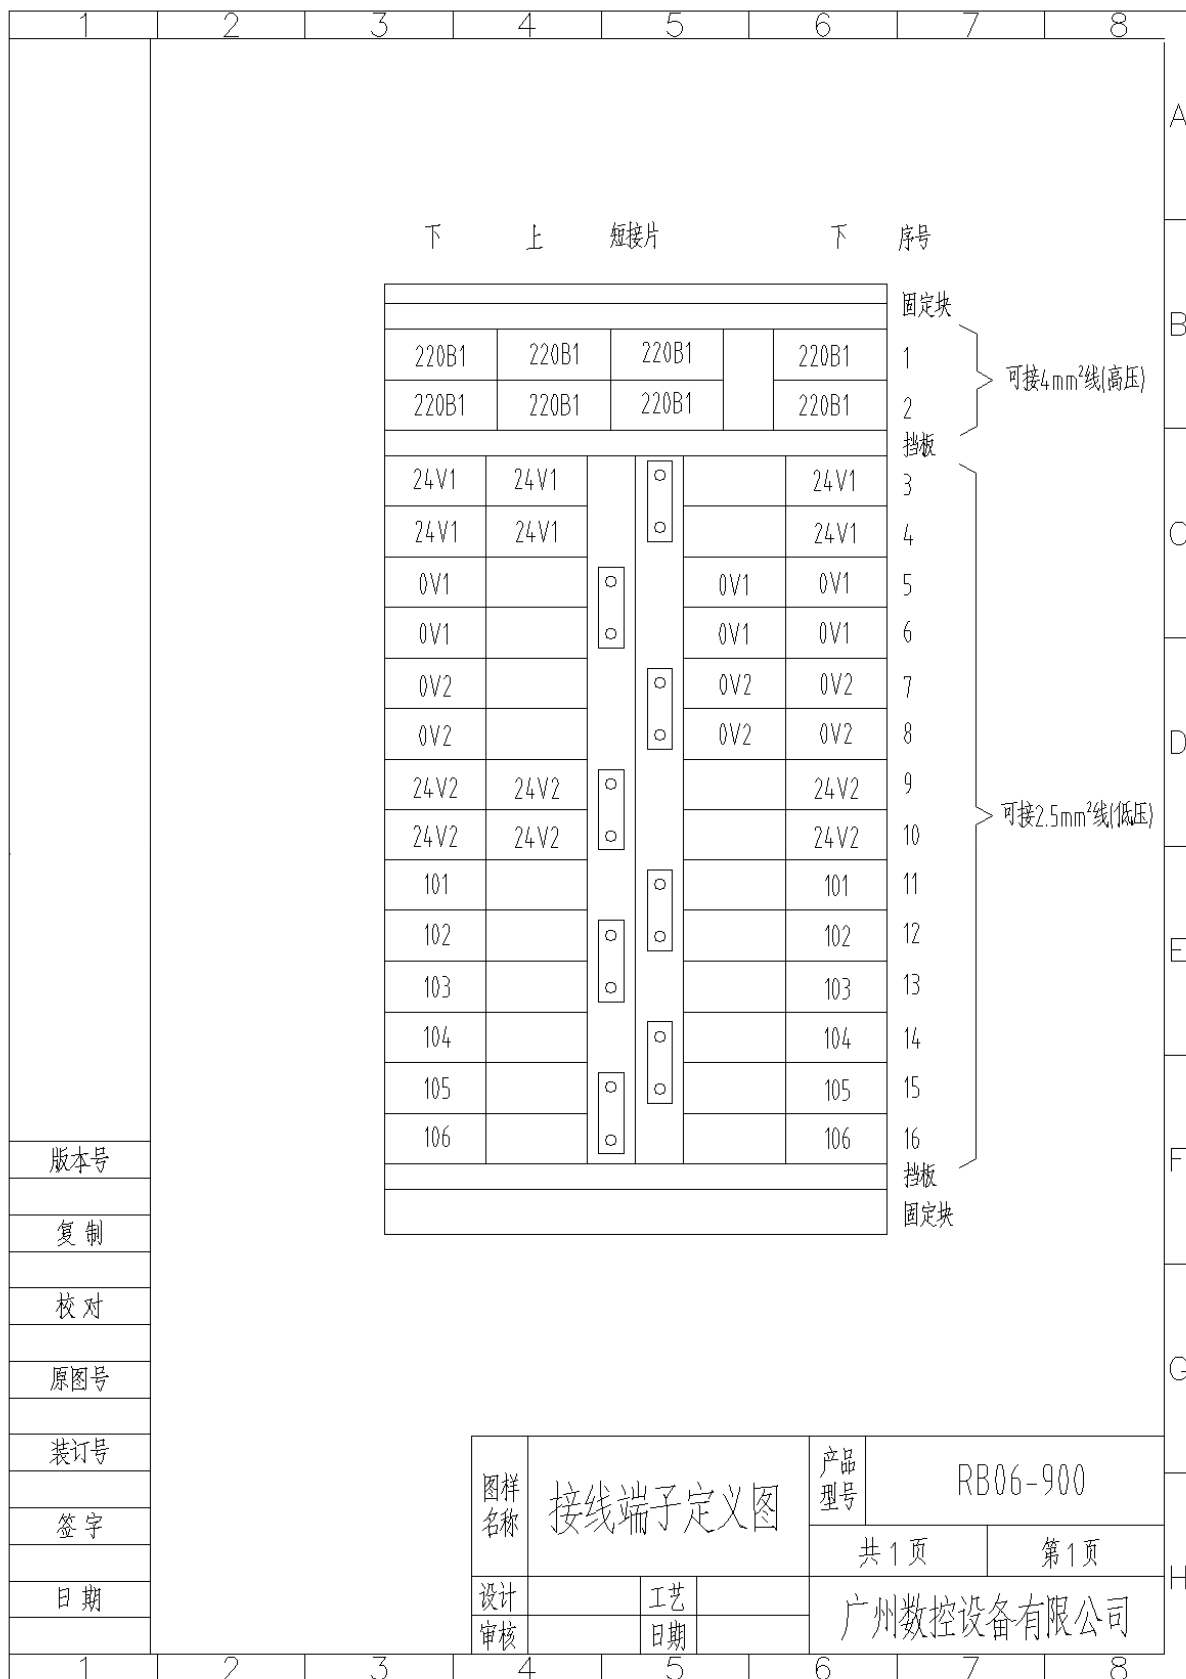 1 2 3 4 5 6 7 8
A
下 上 短接片 下 序号
固定块
B
220B1 220B1 220B1 220B1 1
可接4mm²线(高压)
220B1 220B1 220B1 220B1 2
挡板
24V1 24V1 24V1 3
24V1 24V1 24V1 4
C
0V1 0V1 0V1 5
0V1 0V1 0V1 6
0V2 0V2 0V2 7
0V2 0V2 0V2 8
D
24V2 24V2 24V2 9
可接2.5mm²线(低压)
24V2 24V2 24V2 10
101 101 11
102 102 12
E
103 103 13
104 104 14
105 105 15
106 106 16
F
挡板
固定块
版本号
复制
校对
原图号
G
装订号
签字
日期
图样名称
接线端子定义图
产品型号
RB06-900
共1页 第1页
H
设计 工艺
审核 日期
广州数控设备有限公司
1 2 3 4 5 6 7 8